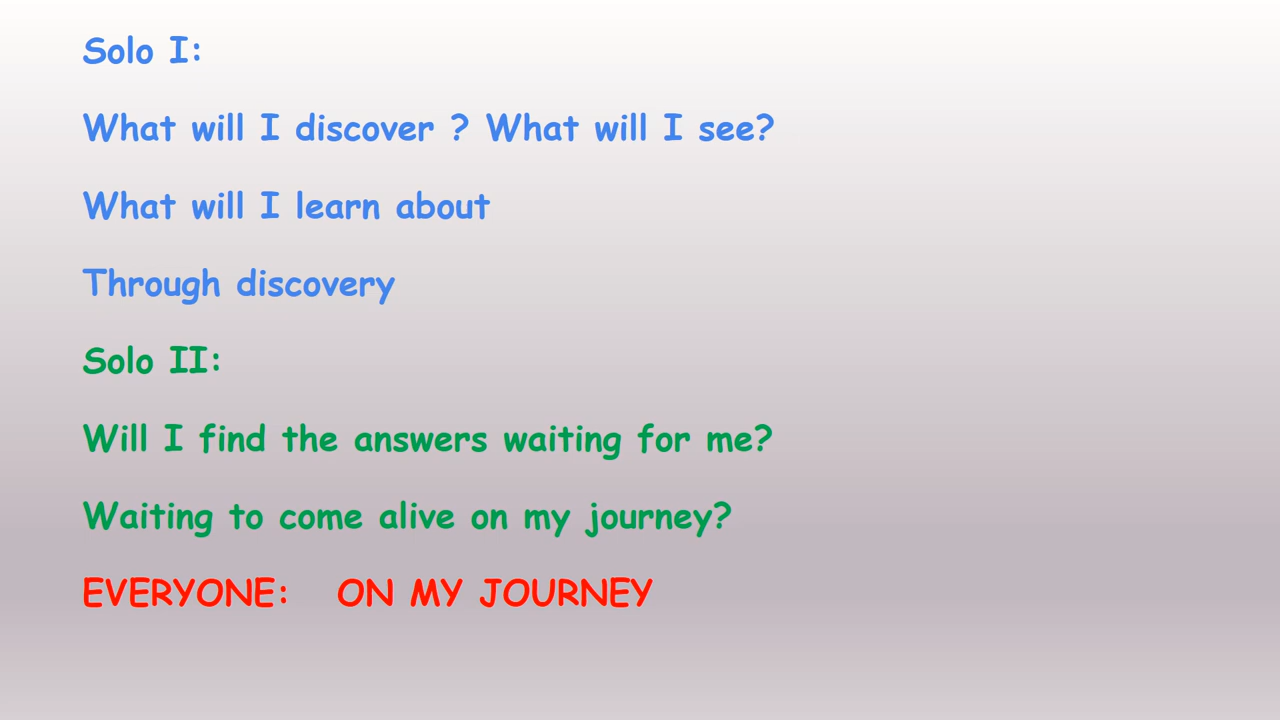 Solo I:
What will I discover ? What will I see?
What will I learn about
Through discovery
Solo II:
Will I find the answers waiting for me?
Waiting to come alive on my journey?
EVERYONE: ON MY JOURNEY